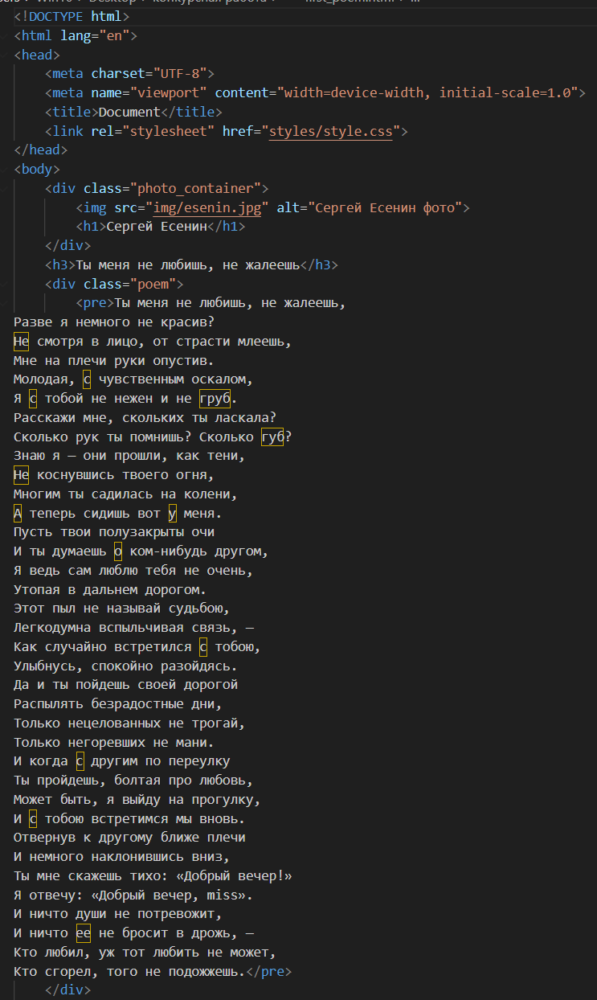 <!DOCTYPE html>
<html lang="en">
<head>
    <meta charset="UTF-8">
    <meta name="viewport" content="width=device-width, initial-scale=1.0">
    <title>Document</title>
    <link rel="stylesheet" href="styles/style.css">
</head>
<body>
    <div class="photo_container">
        <img src="img/esenin.jpg" alt="Сергей Есенин фото">
        <h1>Сергей Есенин</h1>
    </div>
    <h3>Ты меня не любишь, не жалеешь</h3>
    <div class="poem">
        <pre>Ты меня не любишь, не жалеешь,
Разве я немного не красив?
Не смотря в лицо, от страсти млеешь,
Мне на плечи руки опустив.
Молодая, с чувственным оскалом,
Я с тобой не нежен и не груб.
Расскажи мне, скольких ты ласкала?
Сколько рук ты помнишь? Сколько губ?
Знаю я — они прошли, как тени,
Не коснувшись твоего огня,
Многим ты садилась на колени,
А теперь сидишь вот у меня.
Пусть твои полузакрыты очи
И ты думаешь о ком-нибудь другом,
Я ведь сам люблю тебя не очень,
Утопая в дальнем дорогом.
Этот пыл не называй судьбою,
Легкодумна вспыльчивая связь, —
Как случайно встретился с тобою,
Улыбнусь, спокойно разойдясь.
Да и ты пойдешь своей дорогой
Распылять безрадостные дни,
Только нецелованных не трогай,
Только негоревших не мани.
И когда с другим по переулку
Ты пройдешь, болтая про любовь,
Может быть, я выйду на прогулку,
И с тобою встретимся мы вновь.
Отвернув к другому ближе плечи
И немного наклонившись вниз,
Ты мне скажешь тихо: «Добрый вечер!»
Я отвечу: «Добрый вечер, miss».
И ничто души не потревожит,
И ничто ее не бросит в дрожь, —
Кто любил, уж тот любить не может,
Кто сгорел, того не подожжешь.</pre>
    </div>